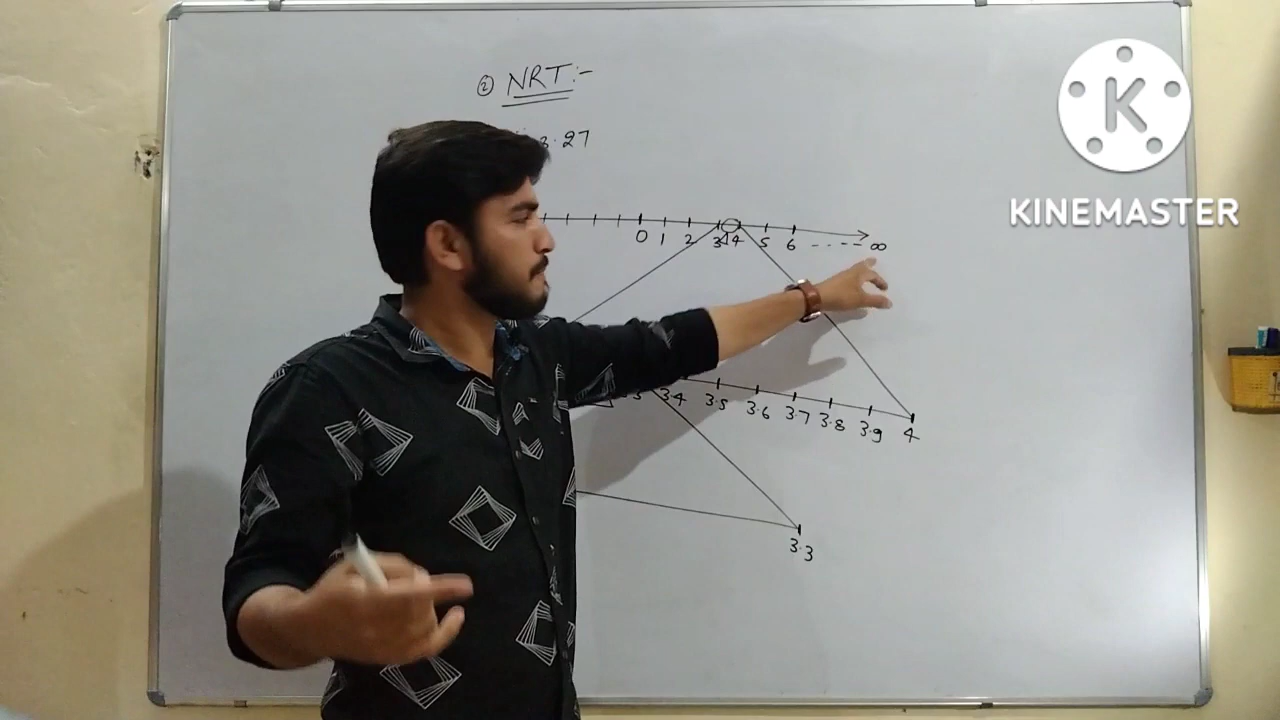 ② NRT:-
3.27
0 1 2 3 4 5 6 ---- ∞
3.4 3.5 3.6 3.7 3.8 3.9 4
3.3
K
KINEMASTER